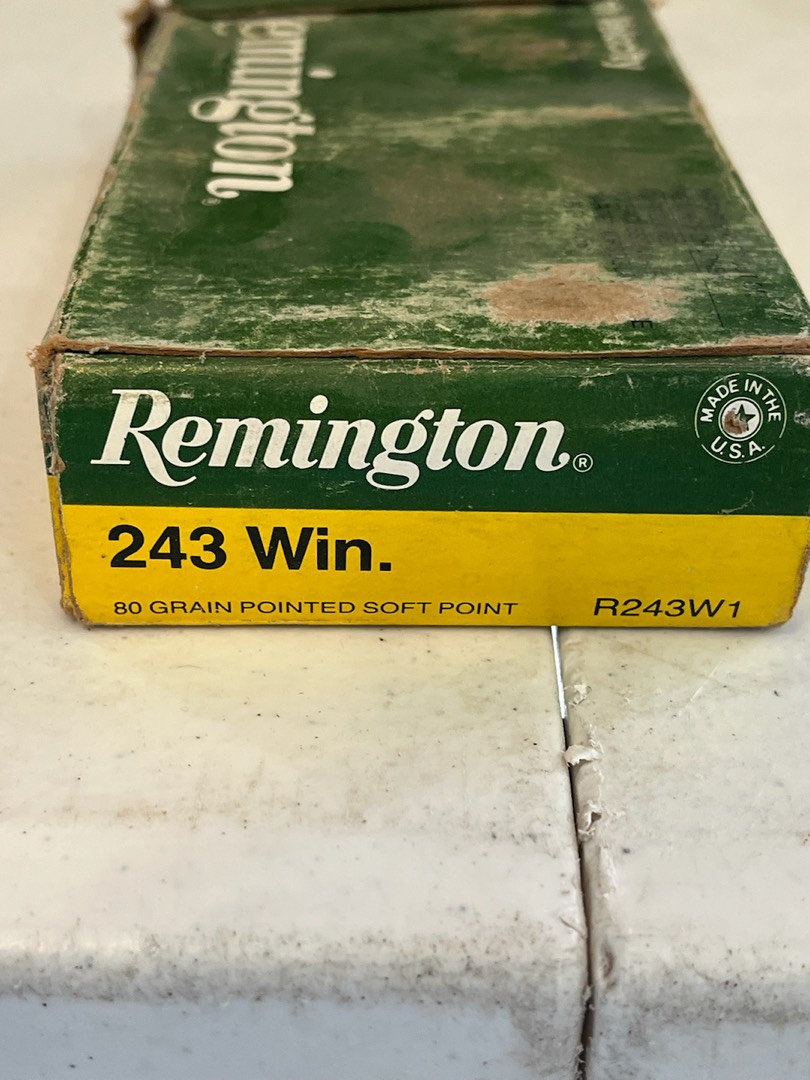 Remington®
Remington®
MADE IN THE
U.S.A.
243 Win.
80 GRAIN POINTED SOFT POINT
R243W1